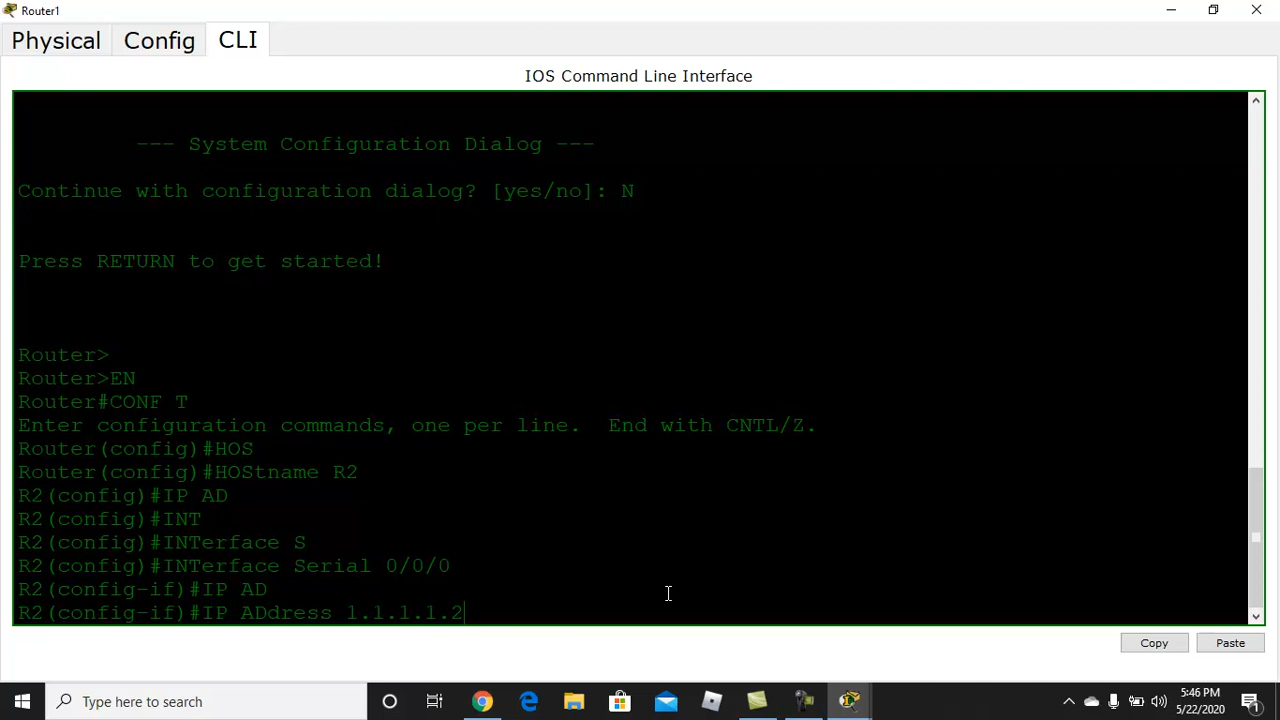 Router1
Physical Config CLI
IOS Command Line Interface
--- System Configuration Dialog ---
Continue with configuration dialog? [yes/no]: N
Press RETURN to get started!
Router>
Router>EN
Router#CONF T
Enter configuration commands, one per line.  End with CNTL/Z.
Router(config)#HOS
Router(config)#HOStname R2
R2(config)#IP AD
R2(config)#INT
R2(config)#INTerface S
R2(config)#INTerface Serial 0/0/0
R2(config-if)#IP AD
R2(config-if)#IP ADdress 1.1.1.1.2
Copy Paste
Type here to search
5:46 PM
5/22/2020
1